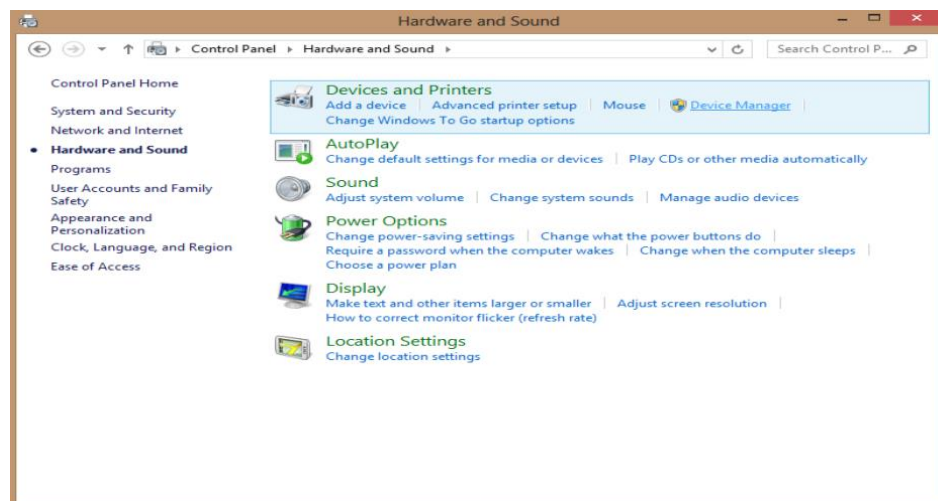 Hardware and Sound
Control Panel Hardware and Sound
Search Control P...
Control Panel Home
System and Security
Network and Internet
Hardware and Sound
Programs
User Accounts and Family
Safety
Appearance and
Personalization
Clock, Language, and Region
Ease of Access
Devices and Printers
Add a device Advanced printer setup Mouse Device Manager
Change Windows To Go startup options
AutoPlay
Change default settings for media or devices Play CDs or other media automatically
Sound
Adjust system volume Change system sounds Manage audio devices
Power Options
Change power-saving settings Change what the power buttons do
Require a password when the computer wakes Change when the computer sleeps
Choose a power plan
Display
Make text and other items larger or smaller Adjust screen resolution
How to correct monitor flicker (refresh rate)
Location Settings
Change location settings